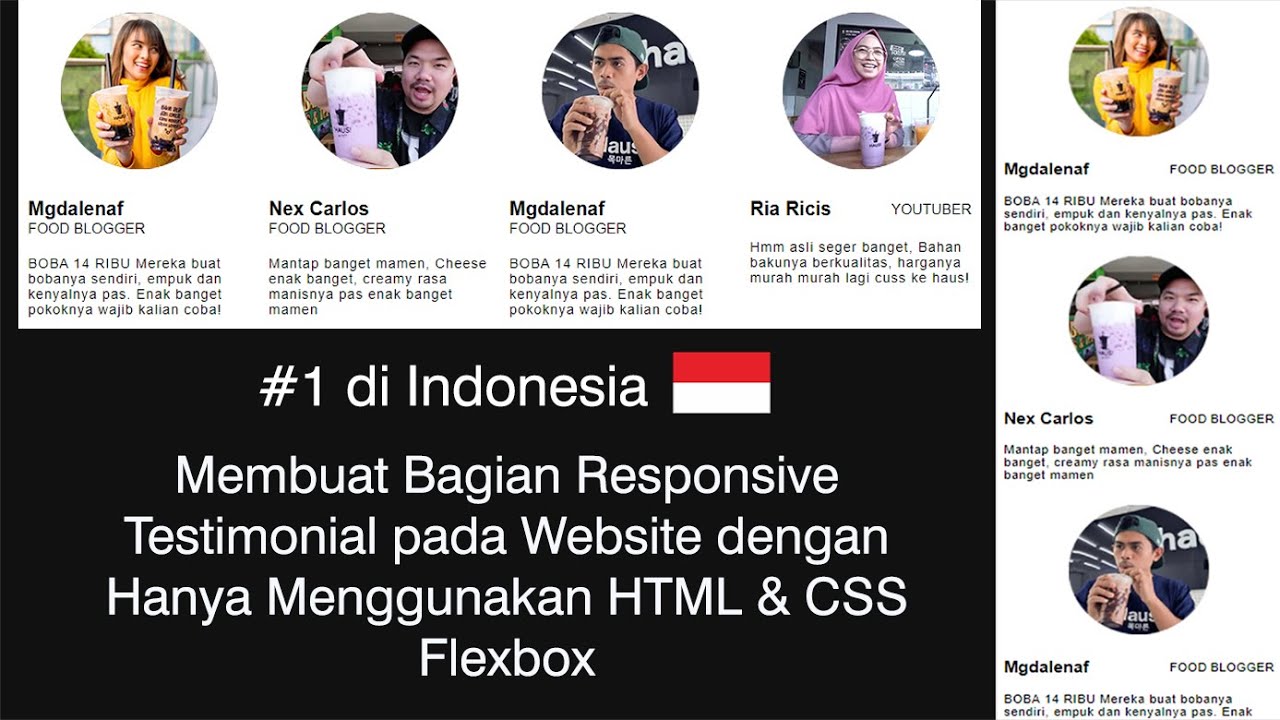 Mgdalenaf
FOOD BLOGGER
BOBA 14 RIBU Mereka buat
bobanya sendiri, empuk dan
kenyalnya pas. Enak banget
pokoknya wajib kalian coba!
Nex Carlos
FOOD BLOGGER
Mantap banget mamen, Cheese
enak banget, creamy rasa
manisnya pas enak banget
mamen
Mgdalenaf
FOOD BLOGGER
BOBA 14 RIBU Mereka buat
bobanya sendiri, empuk dan
kenyalnya pas. Enak banget
pokoknya wajib kalian coba!
Ria Ricis YOUTUBER
Hmm asli seger banget, Bahan
bakunya berkualitas, harganya
murah murah lagi cuss ke haus!
#1 di Indonesia
Membuat Bagian Responsive
Testimonial pada Website dengan
Hanya Menggunakan HTML & CSS
Flexbox
Mgdalenaf FOOD BLOGGER
BOBA 14 RIBU Mereka buat bobanya
sendiri, empuk dan kenyalnya pas. Enak
banget pokoknya wajib kalian coba!
Nex Carlos FOOD BLOGGER
Mantap banget mamen, Cheese enak
banget, creamy rasa manisnya pas enak
banget mamen
Mgdalenaf FOOD BLOGGER
BOBA 14 RIBU Mereka buat bobanya
sendiri, empuk dan kenyalnya pas. Enak